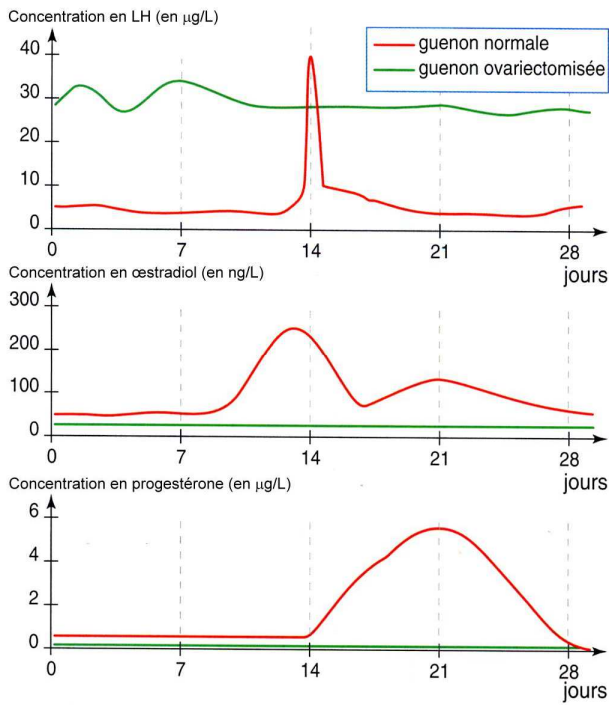 Concentration en LH (en µg/L)
guenon normale
guenon ovariectomisée
40
30
20
10
0
0 7 14 21 28
jours
Concentration en œstradiol (en ng/L)
300
200
100
0
0 7 14 21 28
jours
Concentration en progestérone (en µg/L)
6
4
2
0
0 7 14 21 28
jours